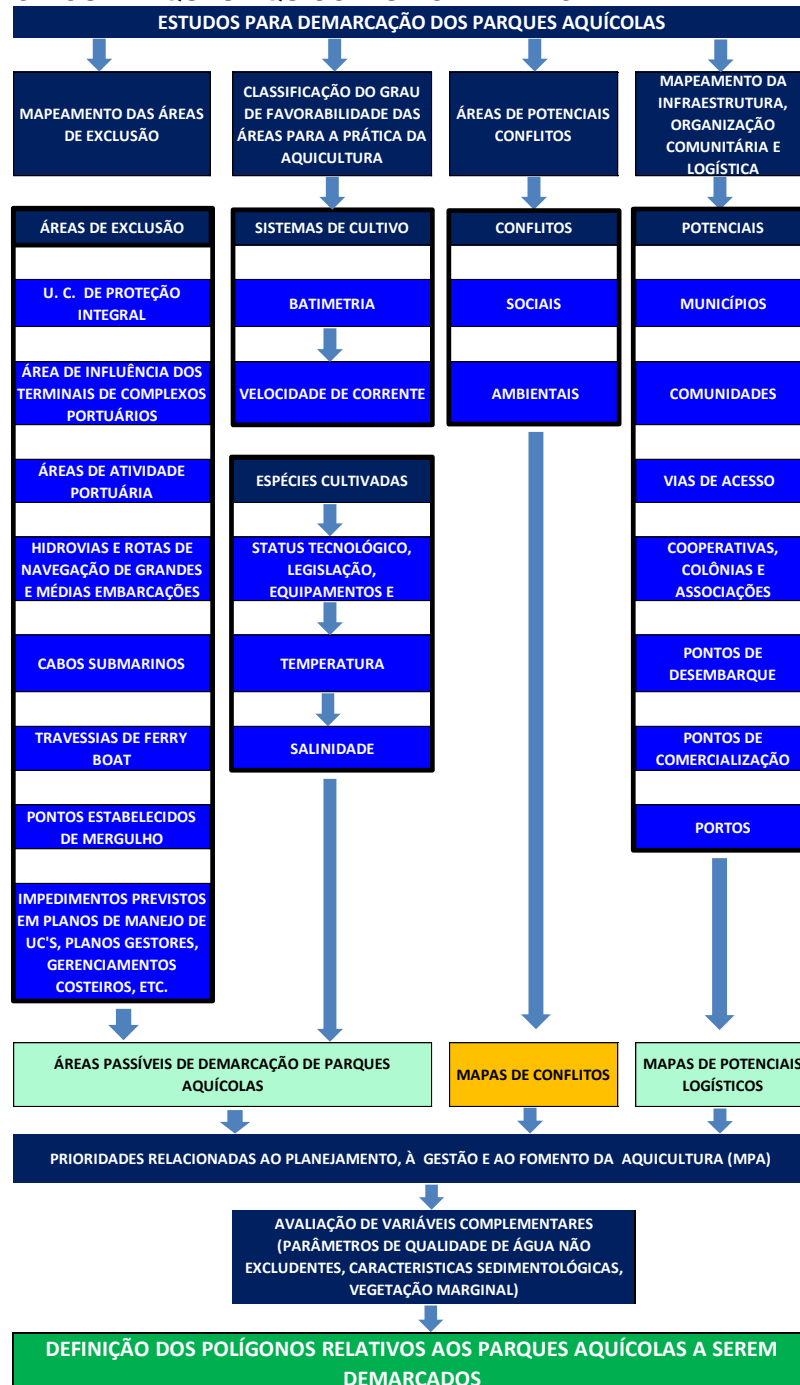 ESTUDOS PARA DEMARCAÇÃO DOS PARQUES AQUÍCOLAS
MAPEAMENTO DAS ÁREAS
DE EXCLUSÃO
CLASSIFICAÇÃO DO GRAU
DE FAVORABILIDADE DAS
ÁREAS PARA A PRÁTICA DA
AQUICULTURA
ÁREAS DE POTENCIAIS
CONFLITOS
MAPEAMENTO DA
INFRAESTRUTURA,
ORGANIZAÇÃO
COMUNITÁRIA E
LOGÍSTICA
ÁREAS DE EXCLUSÃO
U. C. DE PROTEÇÃO
INTEGRAL
ÁREA DE INFLUÊNCIA DOS
TERMINAIS DE COMPLEXOS
PORTUÁRIOS
ÁREAS DE ATIVIDADE
PORTUÁRIA
HIDROVIAS E ROTAS DE
NAVEGAÇÃO DE GRANDES
E MÉDIAS EMBARCAÇÕES
CABOS SUBMARINOS
TRAVESSIAS DE FERRY
BOAT
PONTOS ESTABELECIDOS
DE MERGULHO
IMPEDIMENTOS PREVISTOS
EM PLANOS DE MANEJO DE
UC'S, PLANOS GESTORES,
GERENCIAMENTOS
COSTEIROS, ETC.
SISTEMAS DE CULTIVO
BATIMETRIA
VELOCIDADE DE CORRENTE
ESPÉCIES CULTIVADAS
STATUS TECNOLÓGICO,
LEGISLAÇÃO,
EQUIPAMENTOS E
TEMPERATURA
SALINIDADE
CONFLITOS
SOCIAIS
AMBIENTAIS
POTENCIAIS
MUNICÍPIOS
COMUNIDADES
VIAS DE ACESSO
COOPERATIVAS,
COLÔNIAS E
ASSOCIAÇÕES
PONTOS DE
DESEMBARQUE
PONTOS DE
COMERCIALIZAÇÃO
PORTOS
ÁREAS PASSÍVEIS DE DEMARCAÇÃO DE PARQUES
AQUÍCOLAS
MAPAS DE CONFLITOS
MAPAS DE POTENCIAIS
LOGÍSTICOS
PRIORIDADES RELACIONADAS AO PLANEJAMENTO, À GESTÃO E AO FOMENTO DA AQUICULTURA (MPA)
AVALIAÇÃO DE VARIÁVEIS COMPLEMENTARES
(PARÂMETROS DE QUALIDADE DE ÁGUA NÃO
EXCLUDENTES, CARACTERISTICAS SEDIMENTOLÓGICAS,
VEGETAÇÃO MARGINAL)
DEFINIÇÃO DOS POLÍGONOS RELATIVOS AOS PARQUES AQUÍCOLAS A SEREM
DEMARCADOS